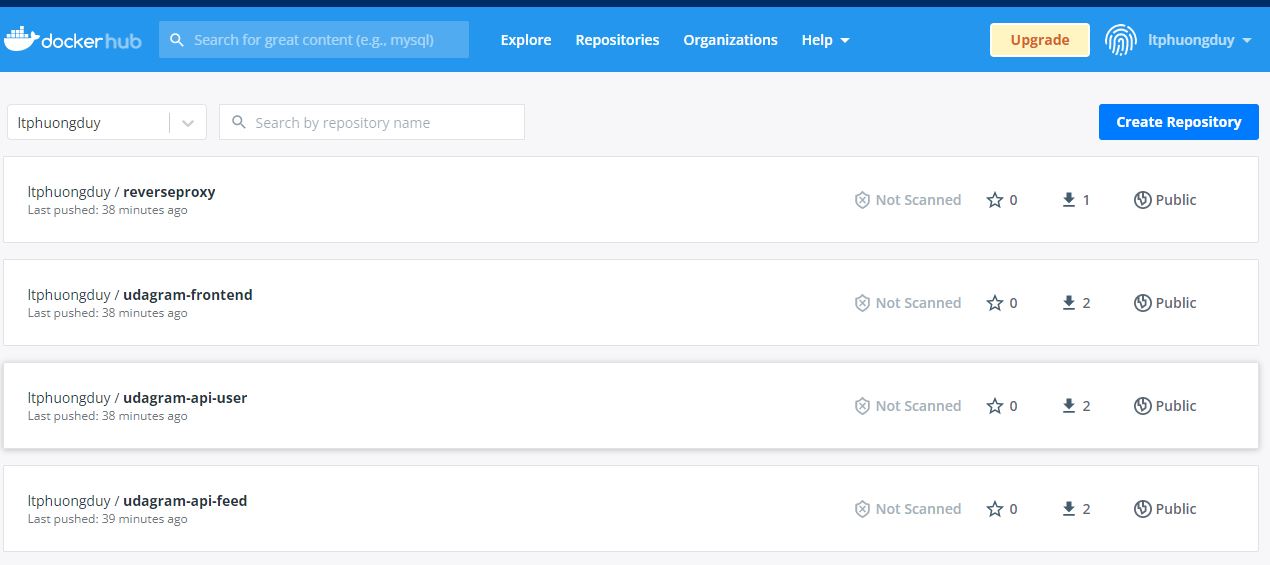 docker hub Search for great content (e.g., mysql) Explore Repositories Organizations Help Upgrade ltphuongduy
ltphuongduy Search by repository name Create Repository
ltphuongduy / reverseproxy
Last pushed: 38 minutes ago
Not Scanned 0 1 Public
ltphuongduy / udagram-frontend
Last pushed: 38 minutes ago
Not Scanned 0 2 Public
ltphuongduy / udagram-api-user
Last pushed: 38 minutes ago
Not Scanned 0 2 Public
ltphuongduy / udagram-api-feed
Last pushed: 39 minutes ago
Not Scanned 0 2 Public